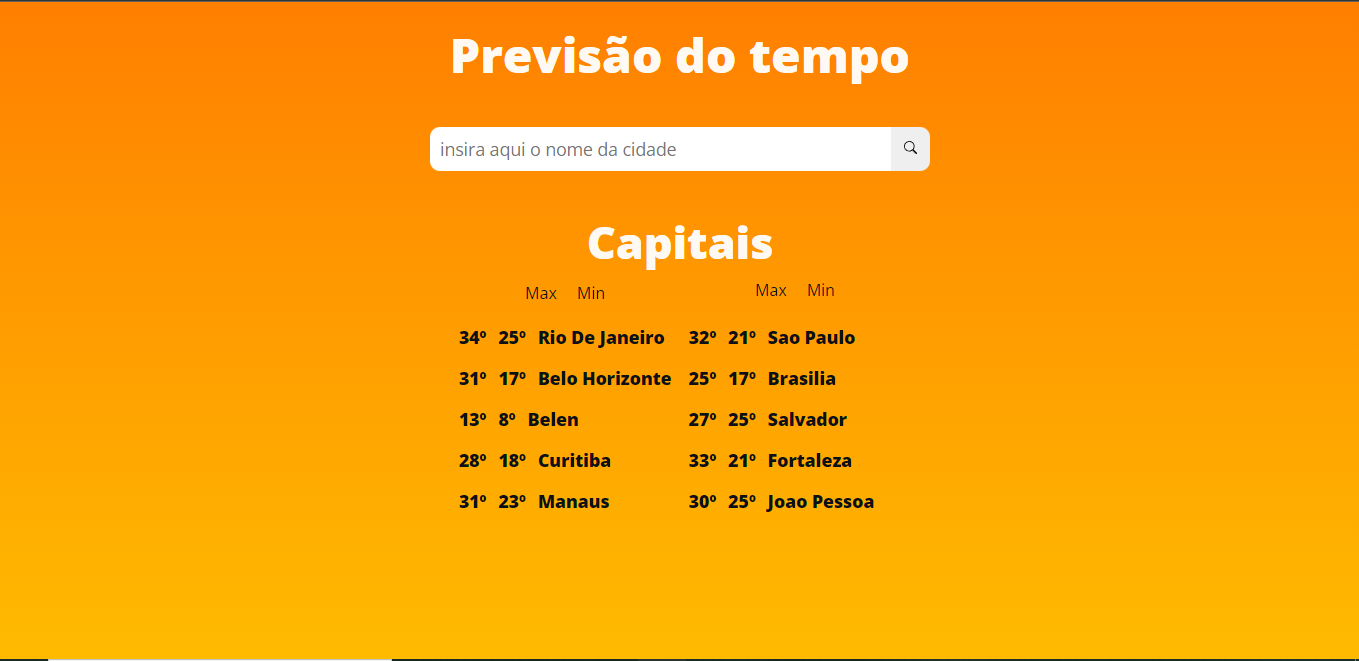 Previsão do tempo
insira aqui o nome da cidade
Capitais
Max Min
34º 25º Rio De Janeiro
31º 17º Belo Horizonte
13º 8º Belen
28º 18º Curitiba
31º 23º Manaus
Max Min
32º 21º Sao Paulo
25º 17º Brasilia
27º 25º Salvador
33º 21º Fortaleza
30º 25º Joao Pessoa